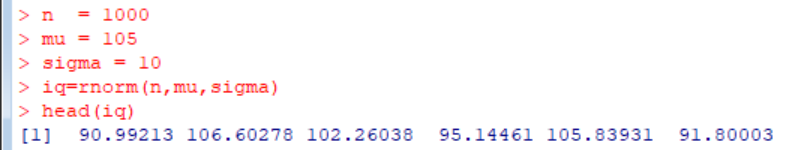 > n  = 1000
> mu = 105
> sigma = 10
> iq=rnorm(n,mu,sigma)
> head(iq)
[1]  90.99213 106.60278 102.26038  95.14461 105.83931  91.80003